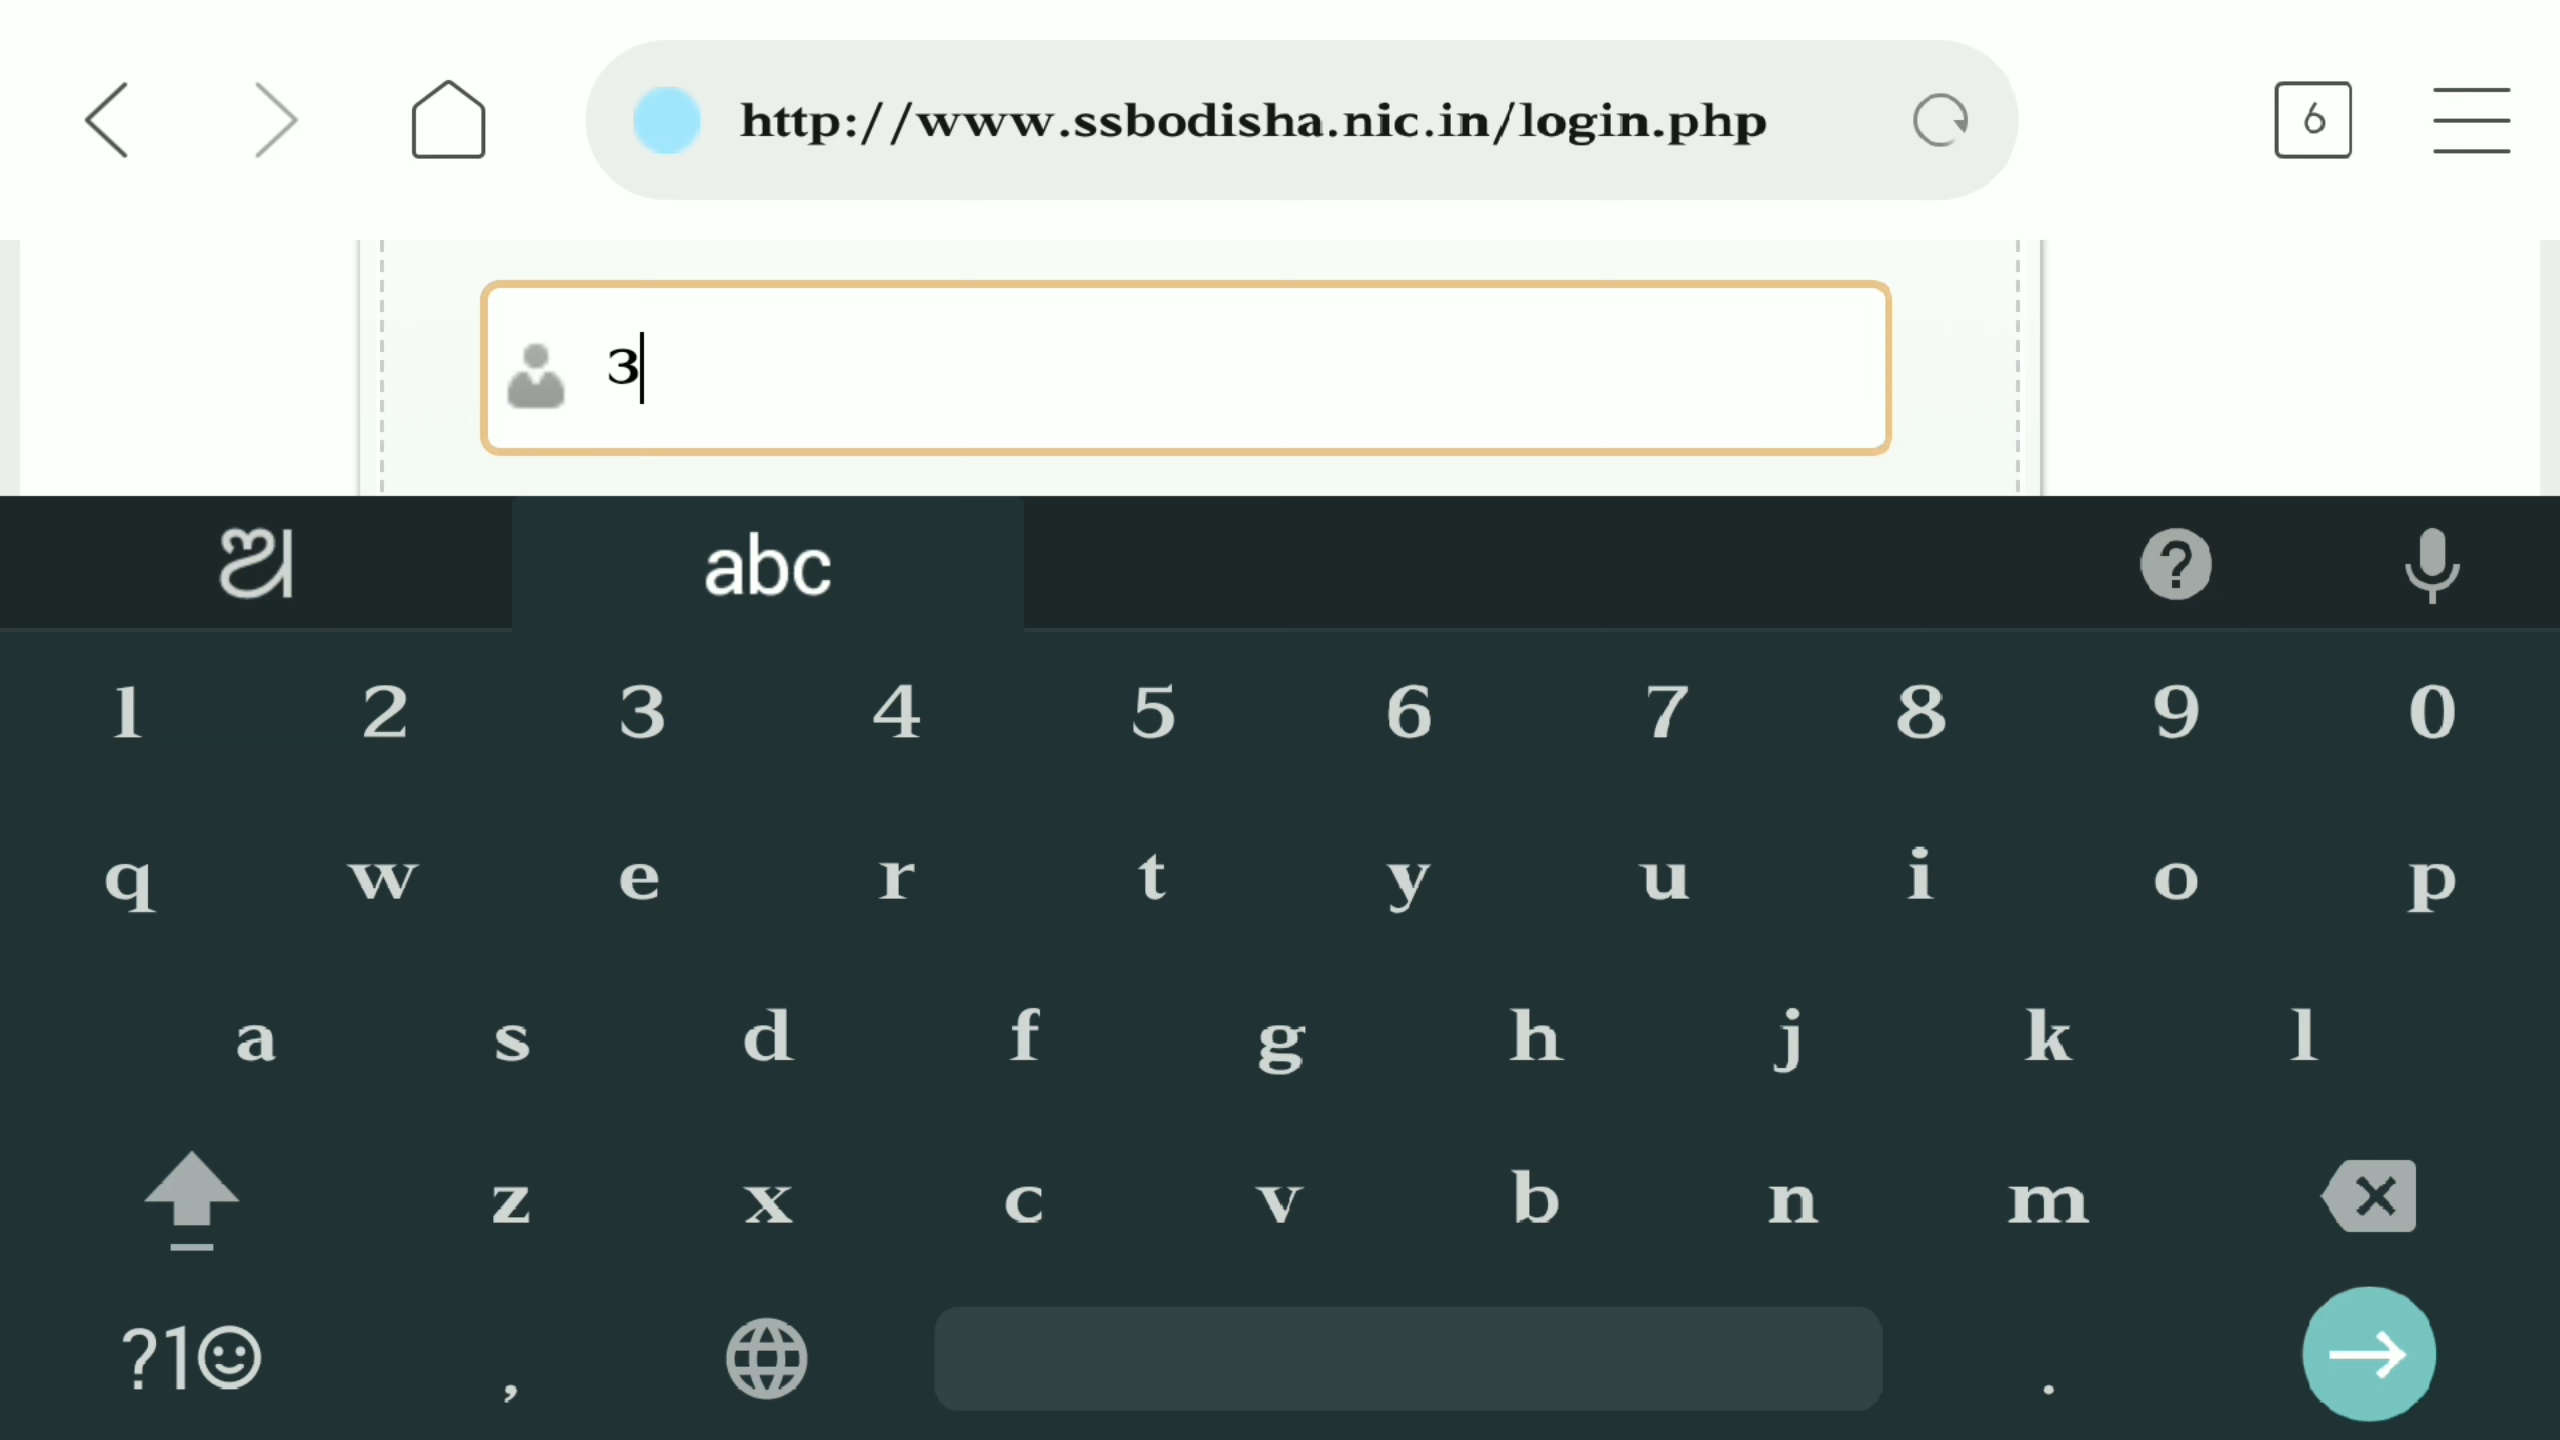 http://www.ssbodisha.nic.in/login.php
6
3
ଅ abc
1 2 3 4 5 6 7 8 9 0
q w e r t y u i o p
a s d f g h j k l
z x c v b n m
?1☺ , .